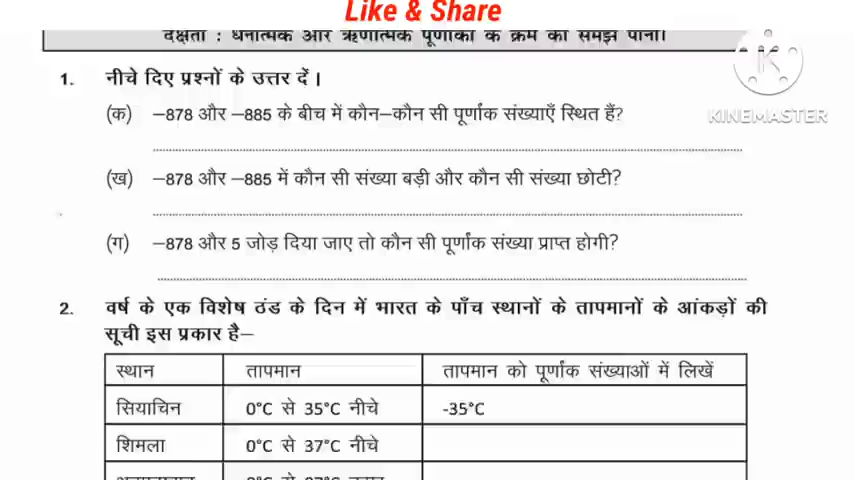 Like & Share
दक्षता : धनात्मक और ऋणात्मक पूर्णांकों के क्रम को समझ पाना।
KINEMASTER
1. नीचे दिए प्रश्नों के उत्तर दें।
(क) –878 और –885 के बीच में कौन–कौन सी पूर्णांक संख्याएँ स्थित हैं?
(ख) –878 और –885 में कौन सी संख्या बड़ी और कौन सी संख्या छोटी?
(ग) –878 और 5 जोड़ दिया जाए तो कौन सी पूर्णांक संख्या प्राप्त होगी?
2. वर्ष के एक विशेष ठंड के दिन में भारत के पाँच स्थानों के तापमानों के आंकड़ों की
सूची इस प्रकार है–
स्थान तापमान तापमान को पूर्णांक संख्याओं में लिखें
सियाचिन 0°C से 35°C नीचे -35°C
शिमला 0°C से 37°C नीचे